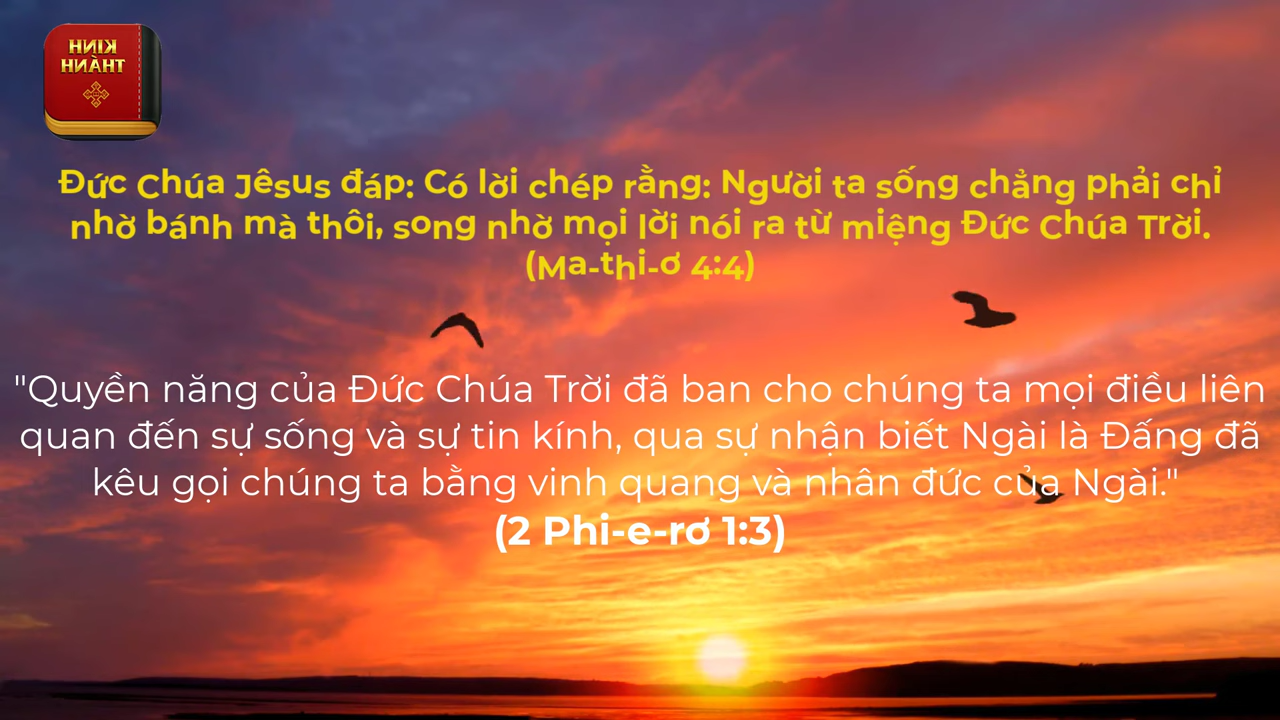 KINH
THÀNH
Đức Chúa Jêsus đáp: Có lời chép rằng: Người ta sống chẳng phải chỉ
nhờ bánh mà thôi, song nhờ mọi lời nói ra từ miệng Đức Chúa Trời.
(Ma-thi-ơ 4:4)
"Quyền năng của Đức Chúa Trời đã ban cho chúng ta mọi điều liên
quan đến sự sống và sự tin kính, qua sự nhận biết Ngài là Đấng đã
kêu gọi chúng ta bằng vinh quang và nhân đức của Ngài."
(2 Phi-e-rơ 1:3)